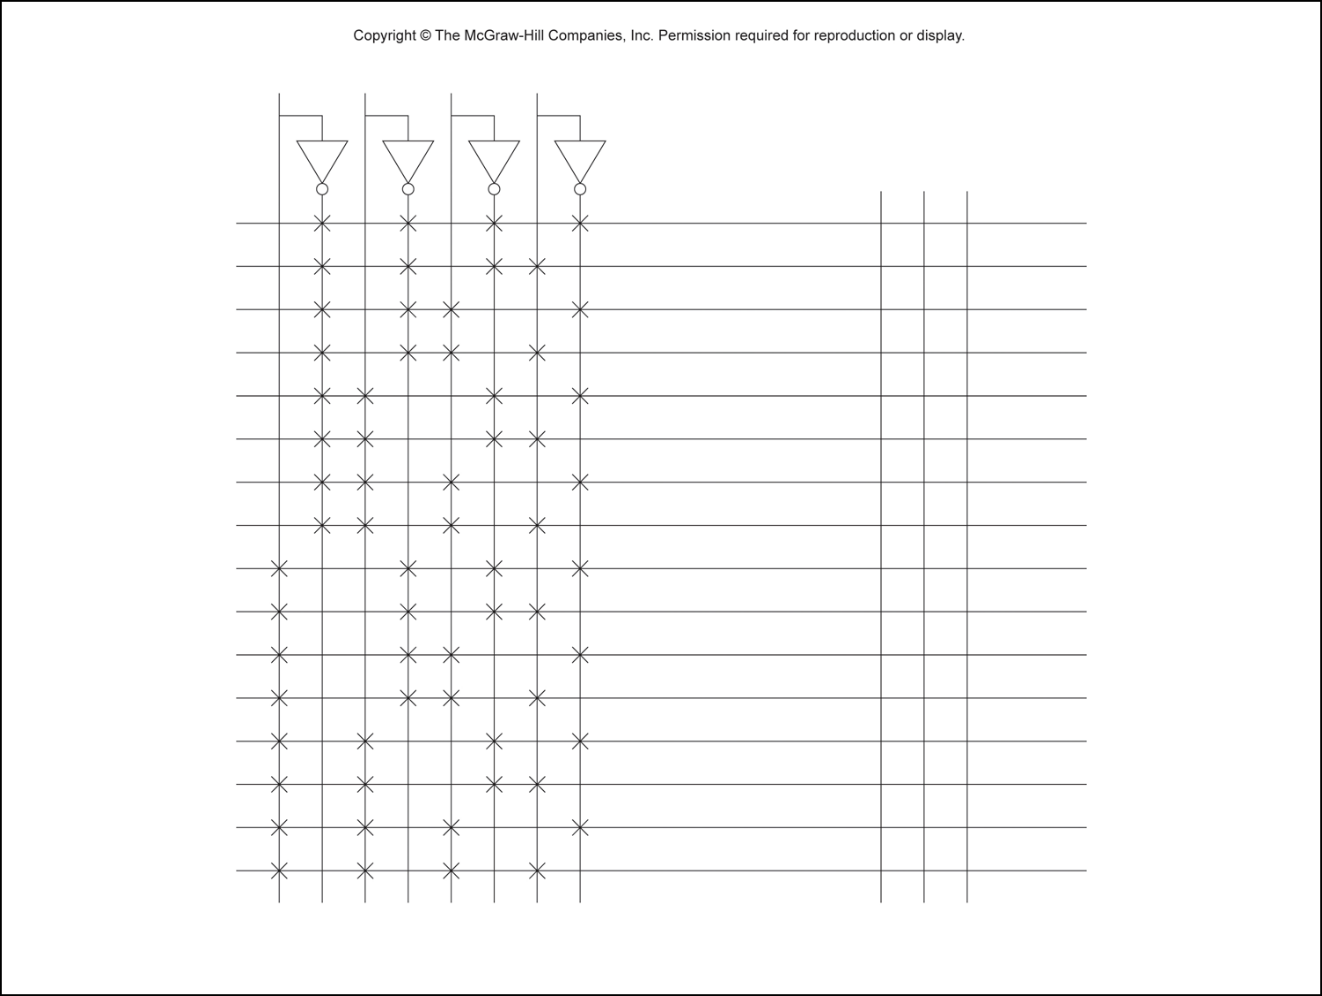 Copyright © The McGraw-Hill Companies, Inc. Permission required for reproduction or display.